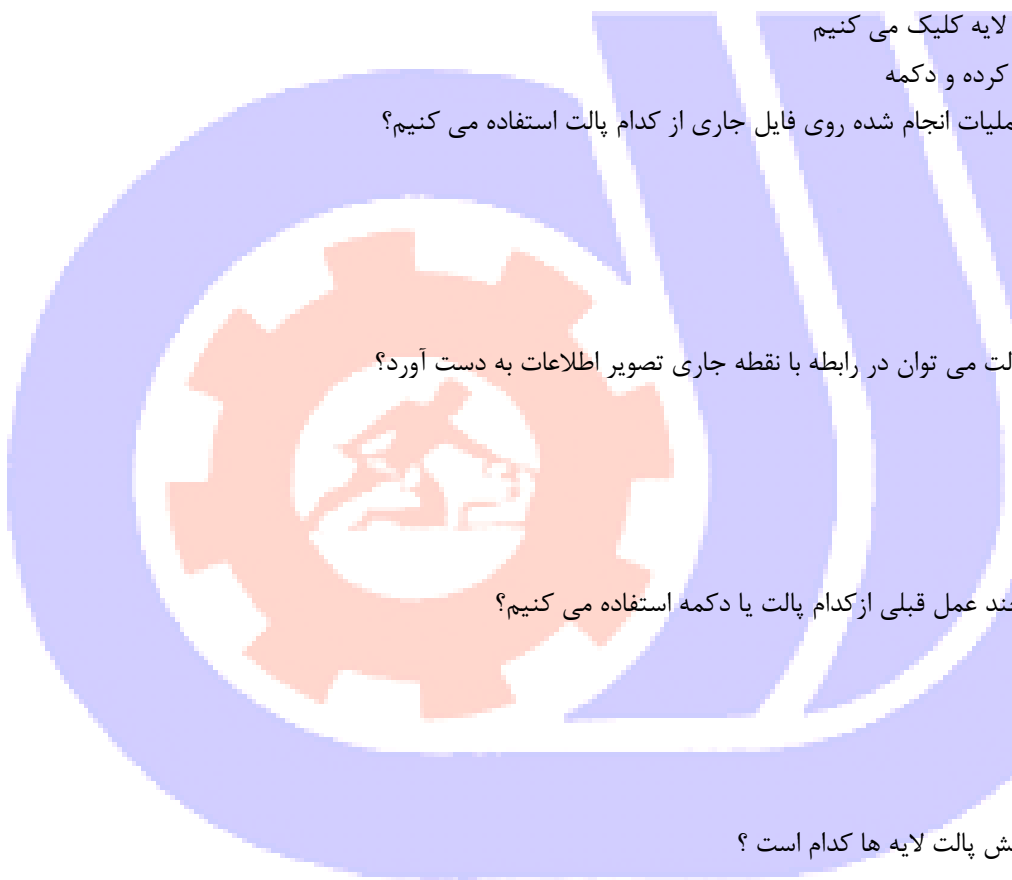 لایه کلیک می کنیم
کرده و دکمه
ملیات انجام شده روی فایل جاری از کدام پالت استفاده می کنیم؟
لت می توان در رابطه با نقطه جاری تصویر اطلاعات به دست آورد؟
ند عمل قبلی ازکدام پالت یا دکمه استفاده می کنیم؟
ش پالت لایه ها کدام است ؟